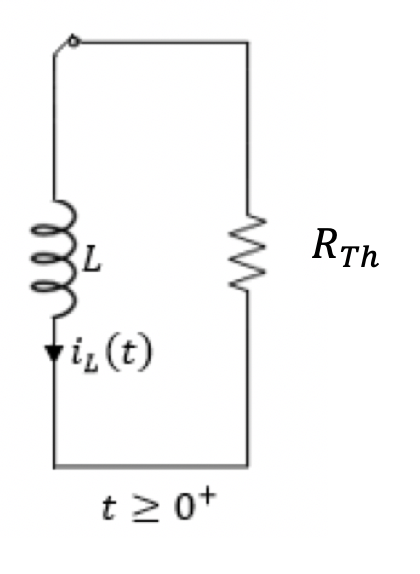 R_{Th}
L
i_L(t)
t ≥ 0⁺